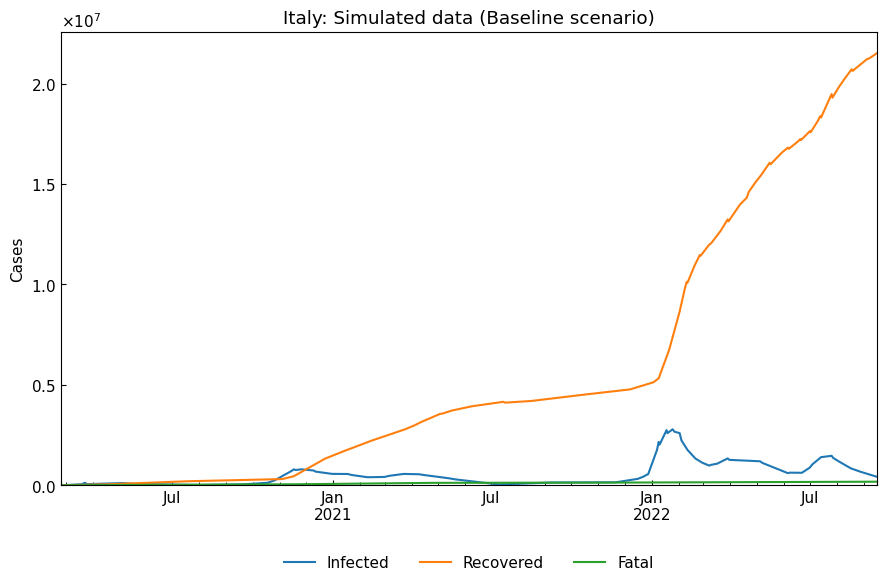 Italy: Simulated data (Baseline scenario)
×10⁷
2.0
1.5
1.0
0.5
0.0
Cases
Jul Jan Jul Jan Jul
2021 2022
Infected Recovered Fatal